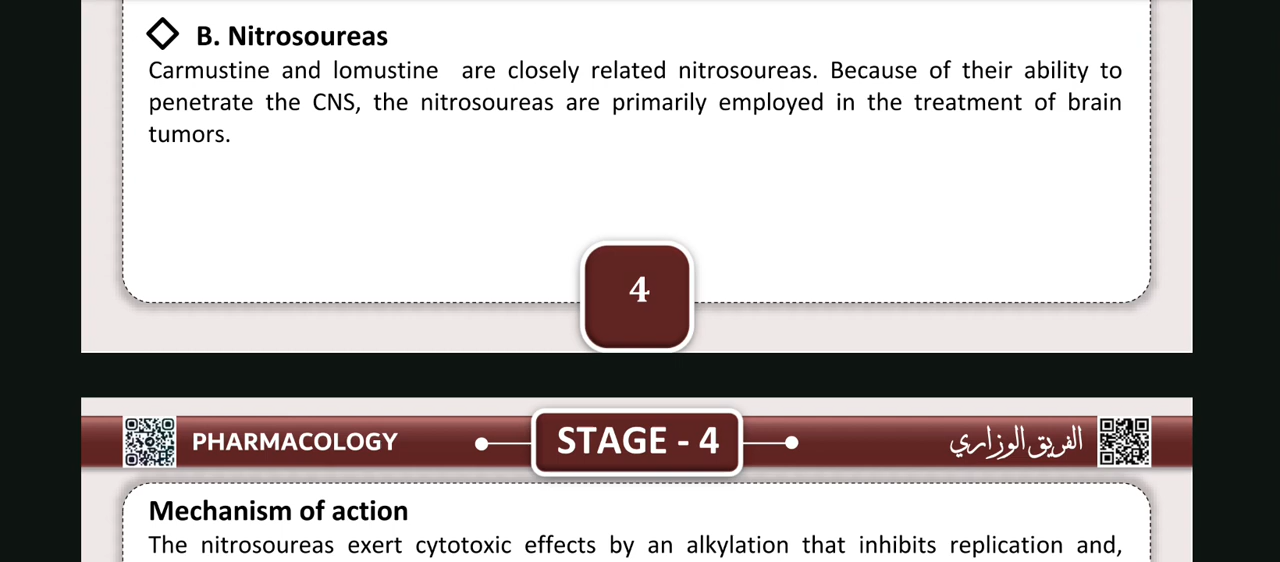 B. Nitrosoureas
Carmustine and lomustine are closely related nitrosoureas. Because of their ability to
penetrate the CNS, the nitrosoureas are primarily employed in the treatment of brain
tumors.
4
PHARMACOLOGY
STAGE - 4
الفريق الوزاري
Mechanism of action
The nitrosoureas exert cytotoxic effects by an alkylation that inhibits replication and,